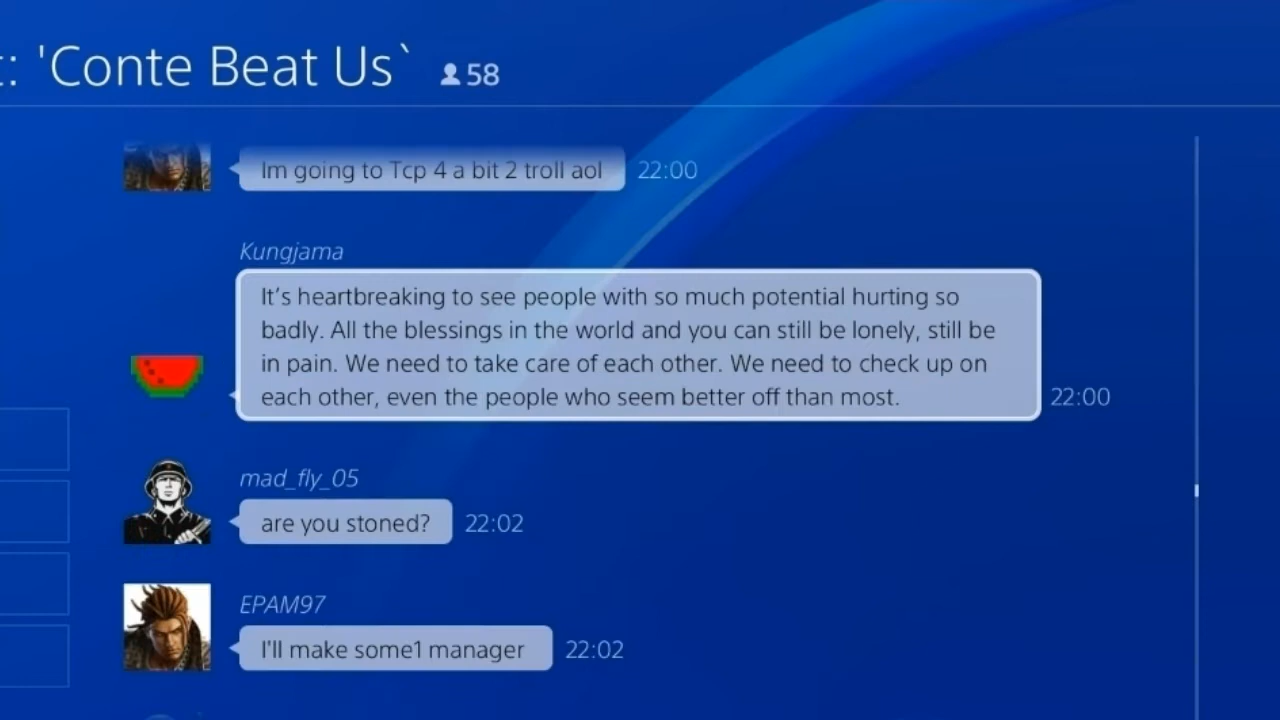 : 'Conte Beat Us` 58
Im going to Tcp 4 a bit 2 troll aol 22:00
Kungjama
It's heartbreaking to see people with so much potential hurting so
badly. All the blessings in the world and you can still be lonely, still be
in pain. We need to take care of each other. We need to check up on
each other, even the people who seem better off than most. 22:00
mad_fly_05
are you stoned? 22:02
EPAM97
I'll make some1 manager 22:02